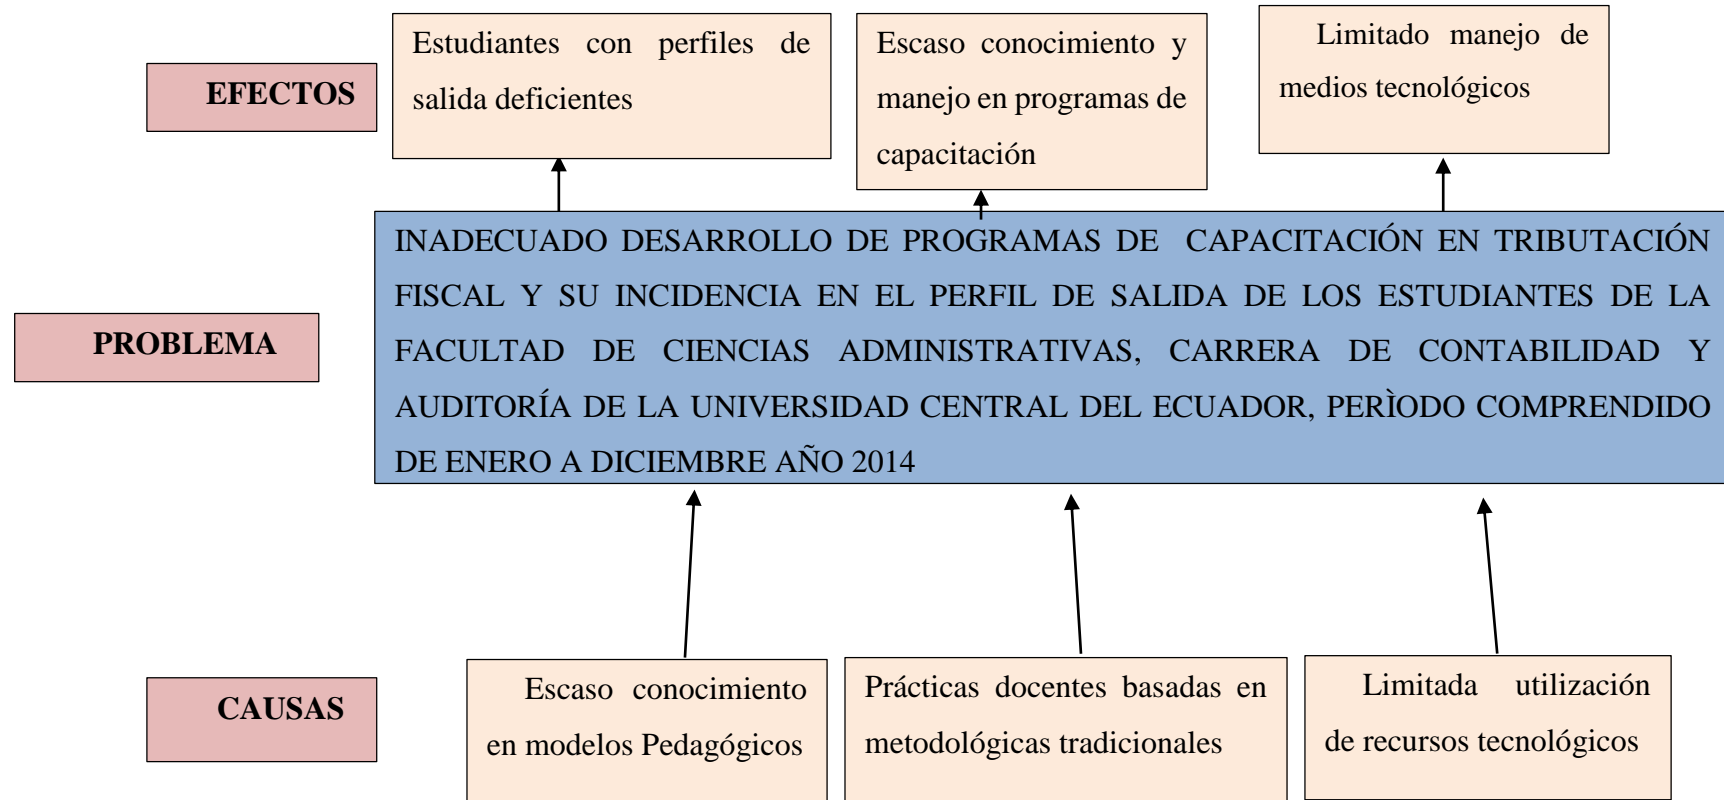 EFECTOS
Estudiantes con perfiles de
salida deficientes
Escaso conocimiento y
manejo en programas de
capacitación
Limitado manejo de
medios tecnológicos
PROBLEMA
INADECUADO DESARROLLO DE PROGRAMAS DE CAPACITACIÓN EN TRIBUTACIÓN
FISCAL Y SU INCIDENCIA EN EL PERFIL DE SALIDA DE LOS ESTUDIANTES DE LA
FACULTAD DE CIENCIAS ADMINISTRATIVAS, CARRERA DE CONTABILIDAD Y
AUDITORÍA DE LA UNIVERSIDAD CENTRAL DEL ECUADOR, PERÌODO COMPRENDIDO
DE ENERO A DICIEMBRE AÑO 2014
CAUSAS
Escaso conocimiento
en modelos Pedagógicos
Prácticas docentes basadas en
metodológicas tradicionales
Limitada utilización
de recursos tecnológicos